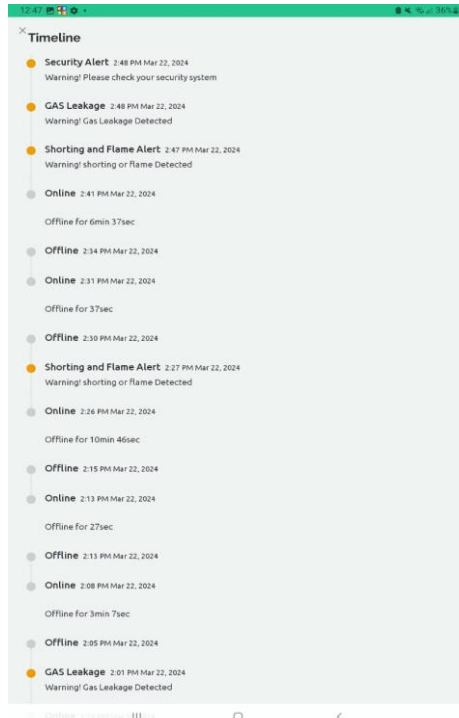 12:47
36%
Timeline
Security Alert 2:48 PM Mar 22, 2024
Warning! Please check your security system
GAS Leakage 2:48 PM Mar 22, 2024
Warning! Gas Leakage Detected
Shorting and Flame Alert 2:47 PM Mar 22, 2024
Warning! shorting or flame Detected
Online 2:41 PM Mar 22, 2024
Offline for 6min 37sec
Offline 2:34 PM Mar 22, 2024
Online 2:31 PM Mar 22, 2024
Offline for 37sec
Offline 2:30 PM Mar 22, 2024
Shorting and Flame Alert 2:27 PM Mar 22, 2024
Warning! shorting or flame Detected
Online 2:26 PM Mar 22, 2024
Offline for 10min 46sec
Offline 2:15 PM Mar 22, 2024
Online 2:13 PM Mar 22, 2024
Offline for 27sec
Offline 2:13 PM Mar 22, 2024
Online 2:08 PM Mar 22, 2024
Offline for 3min 7sec
Offline 2:05 PM Mar 22, 2024
GAS Leakage 2:01 PM Mar 22, 2024
Warning! Gas Leakage Detected
Online